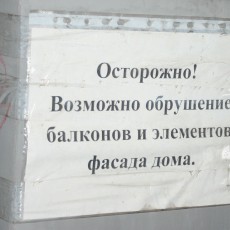 Осторожно!
Возможно обрушение
балконов и элементов
фасада дома.